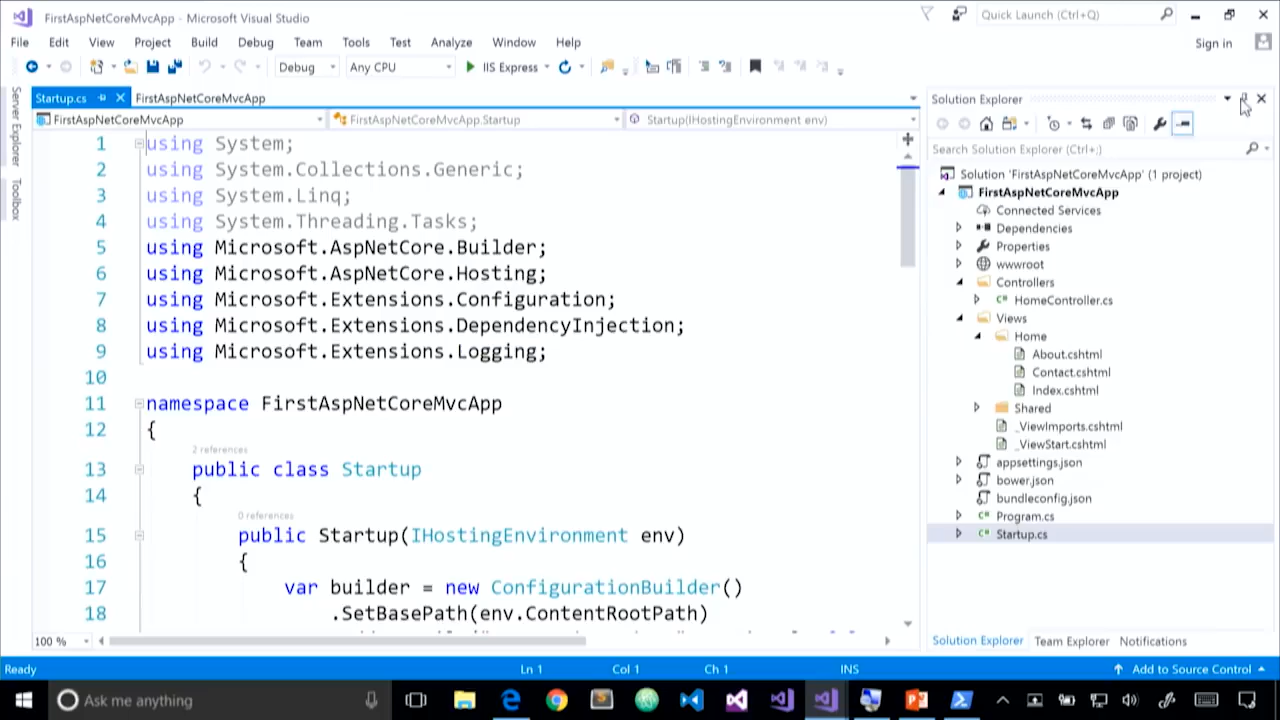 FirstAspNetCoreMvcApp - Microsoft Visual Studio
Quick Launch (Ctrl+Q)
File Edit View Project Build Debug Team Tools Test Analyze Window Help
Sign in
Debug Any CPU IIS Express
Server Explorer
Toolbox
Startup.cs FirstAspNetCoreMvcApp
FirstAspNetCoreMvcApp FirstAspNetCoreMvcApp.Startup Startup(IHostingEnvironment env)
1 using System;
2 using System.Collections.Generic;
3 using System.Linq;
4 using System.Threading.Tasks;
5 using Microsoft.AspNetCore.Builder;
6 using Microsoft.AspNetCore.Hosting;
7 using Microsoft.Extensions.Configuration;
8 using Microsoft.Extensions.DependencyInjection;
9 using Microsoft.Extensions.Logging;
10
11 namespace FirstAspNetCoreMvcApp
12 {
2 references
13 public class Startup
14 {
0 references
15 public Startup(IHostingEnvironment env)
16 {
17 var builder = new ConfigurationBuilder()
18 .SetBasePath(env.ContentRootPath)
100 %
Solution Explorer
Search Solution Explorer (Ctrl+;)
Solution 'FirstAspNetCoreMvcApp' (1 project)
FirstAspNetCoreMvcApp
Connected Services
Dependencies
Properties
wwwroot
Controllers
C# HomeController.cs
Views
Home
About.cshtml
Contact.cshtml
Index.cshtml
Shared
_ViewImports.cshtml
_ViewStart.cshtml
appsettings.json
bower.json
bundleconfig.json
C# Program.cs
C# Startup.cs
Solution Explorer Team Explorer Notifications
Ready Ln 1 Col 1 Ch 1 INS Add to Source Control
Ask me anything